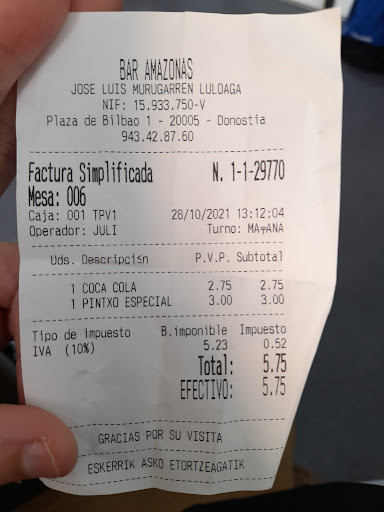 BAR AMAZONAS
JOSE LUIS MURUGARREN LULOAGA
NIF: 15.933.750-V
Plaza de Bilbao 1 - 20005 - Donostia
943.42.87.60
Factura Simplificada N. 1-1-29770
Mesa: 006
Caja: 001 TPV1 28/10/2021 13:12:04
Operador: JULI Turno: MA╤ANA
Uds. Descripción P.V.P. Subtotal
1 COCA COLA 2.75 2.75
1 PINTXO ESPECIAL 3.00 3.00
Tipo de impuesto B.imponible Impuesto
IVA (10%) 5.23 0.52
Total: 5.75
EFECTIVO: 5.75
GRACIAS POR SU VISITA
ESKERRIK ASKO ETORTZEAGATIK